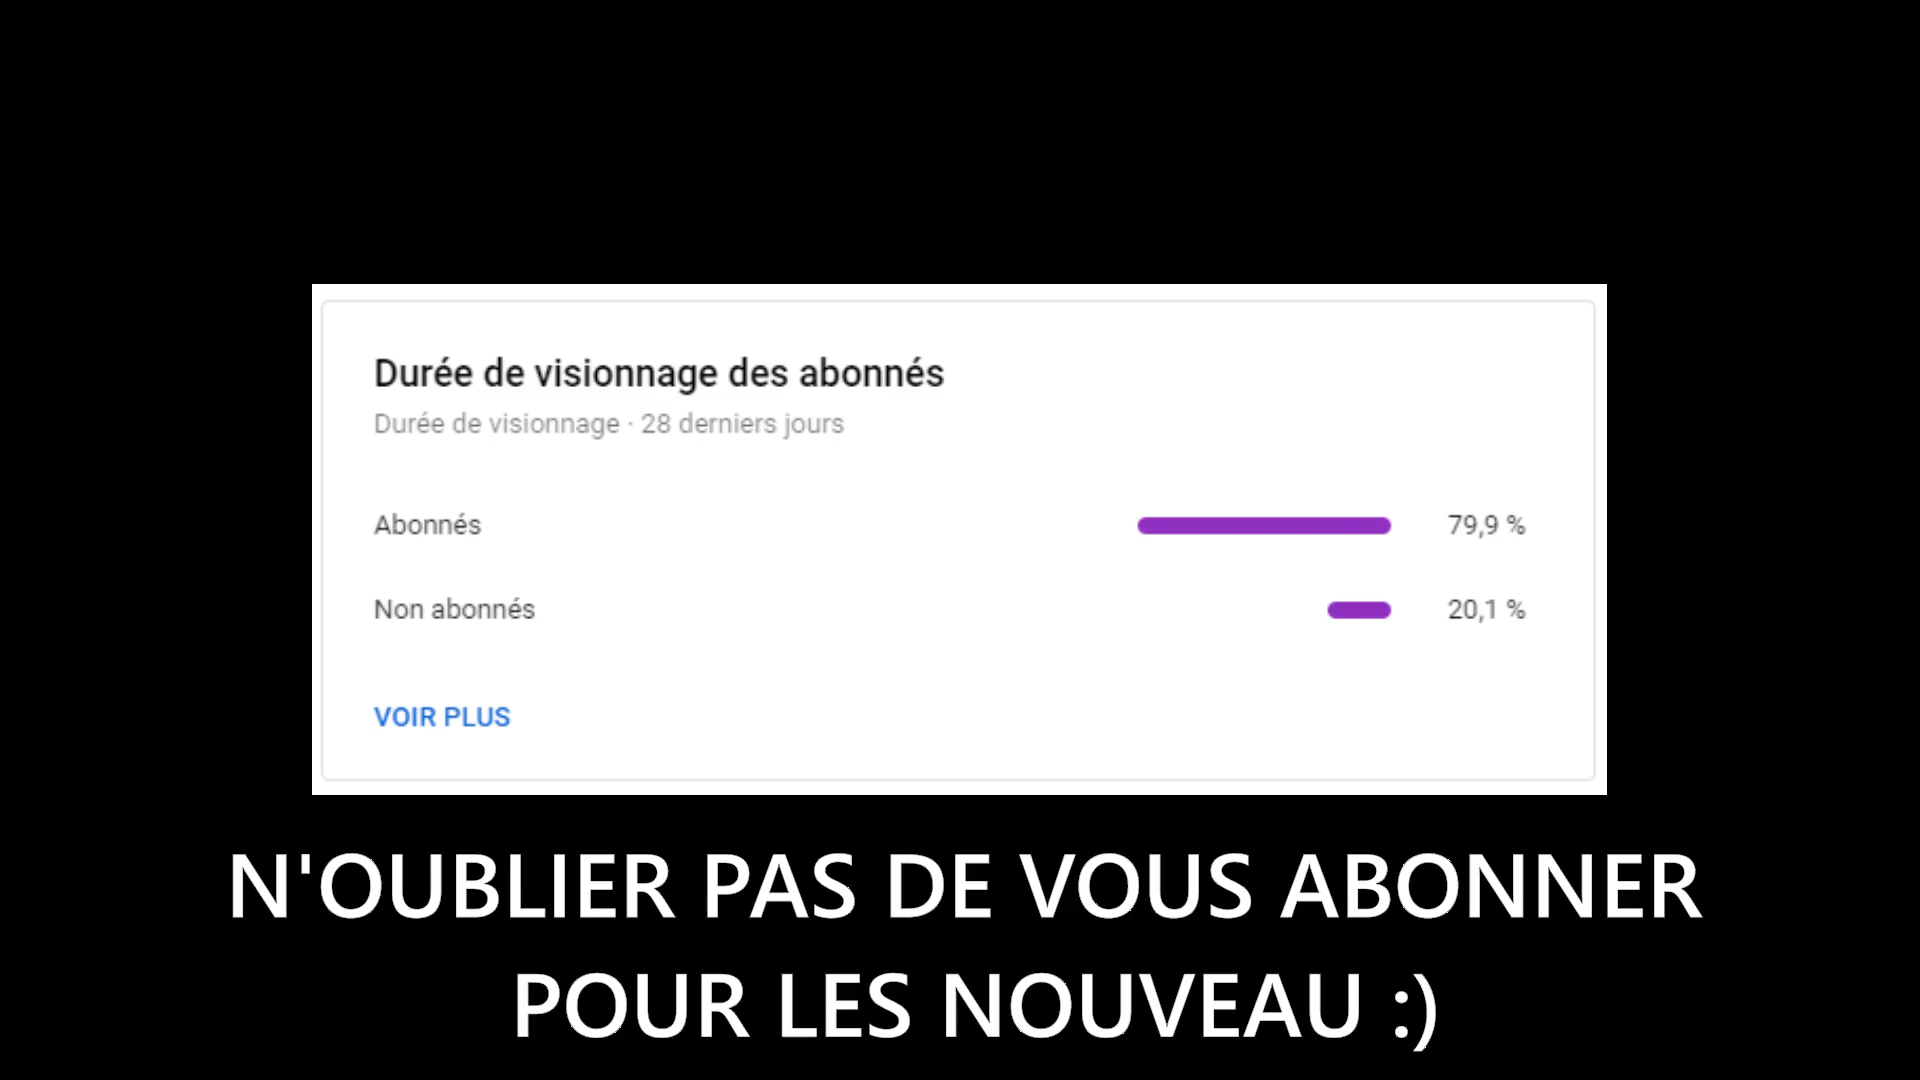 Durée de visionnage des abonnés
Durée de visionnage · 28 derniers jours
Abonnés 79,9 %
Non abonnés 20,1 %
VOIR PLUS
N'OUBLIER PAS DE VOUS ABONNER
POUR LES NOUVEAU :)